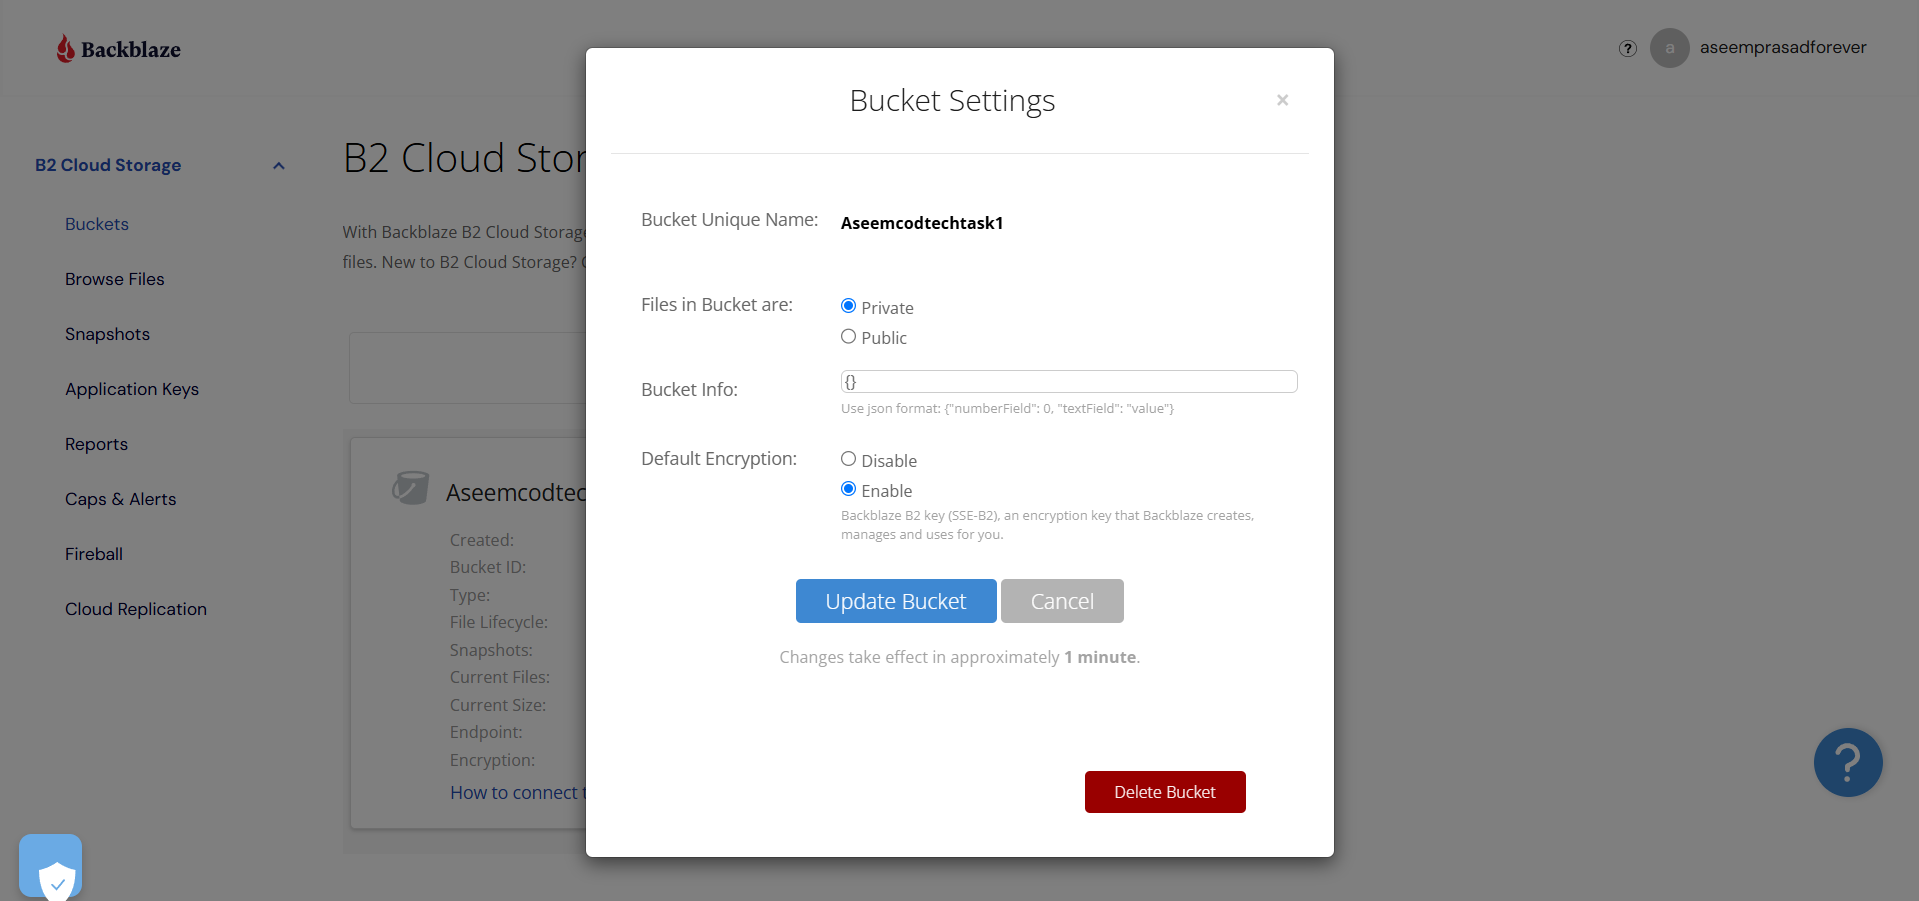 Backblaze
?
a
aseemprasadforever
B2 Cloud Storage
Buckets
Browse Files
Snapshots
Application Keys
Reports
Caps & Alerts
Fireball
Cloud Replication
B2 Cloud Stor
With Backblaze B2 Cloud Storage
files. New to B2 Cloud Storage?
Aseemcodtec
Created:
Bucket ID:
Type:
File Lifecycle:
Snapshots:
Current Files:
Current Size:
Endpoint:
Encryption:
How to connect t
Bucket Settings
×
Bucket Unique Name: Aseemcodtechtask1
Files in Bucket are: Private
Public
Bucket Info: {}
Use json format: {"numberField": 0, "textField": "value"}
Default Encryption: Disable
Enable
Backblaze B2 key (SSE-B2), an encryption key that Backblaze creates,
manages and uses for you.
Update Bucket Cancel
Changes take effect in approximately 1 minute.
Delete Bucket
?